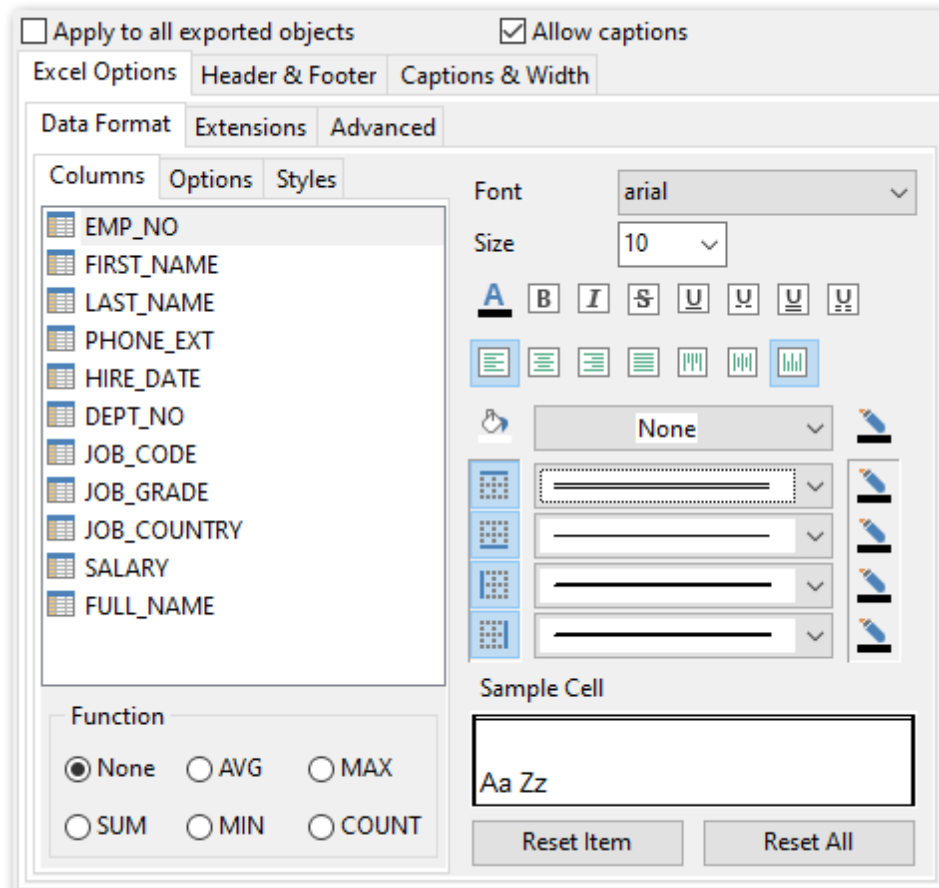 Apply to all exported objects Allow captions
Excel Options Header & Footer Captions & Width
Data Format Extensions Advanced
Columns Options Styles
EMP_NO
FIRST_NAME
LAST_NAME
PHONE_EXT
HIRE_DATE
DEPT_NO
JOB_CODE
JOB_GRADE
JOB_COUNTRY
SALARY
FULL_NAME
Function
None AVG MAX
SUM MIN COUNT
Font arial
Size 10
A B I S U U U U
None
Sample Cell
Aa Zz
Reset Item Reset All